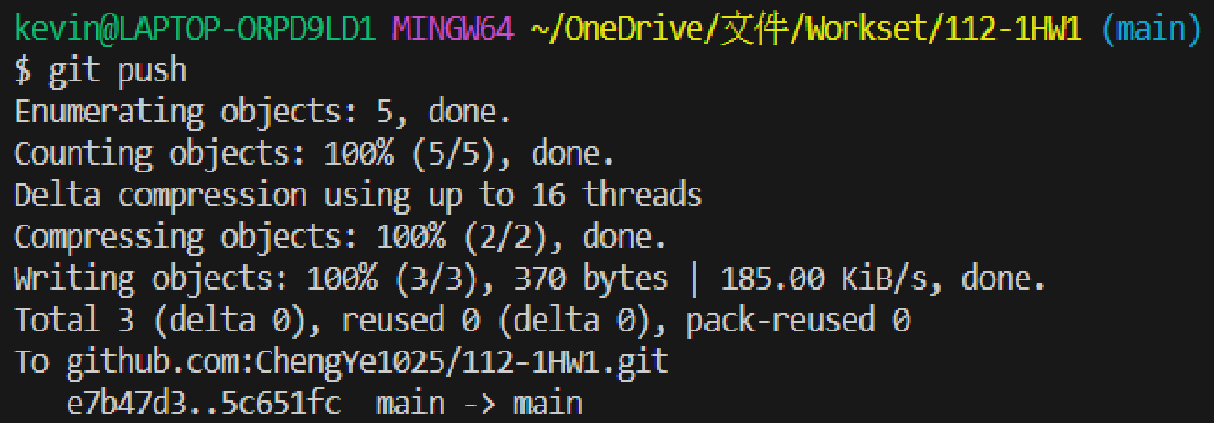 kevin@LAPTOP-ORPD9LD1 MINGW64 ~/OneDrive/文件/Workset/112-1HW1 (main)
$ git push
Enumerating objects: 5, done.
Counting objects: 100% (5/5), done.
Delta compression using up to 16 threads
Compressing objects: 100% (2/2), done.
Writing objects: 100% (3/3), 370 bytes | 185.00 KiB/s, done.
Total 3 (delta 0), reused 0 (delta 0), pack-reused 0
To github.com:ChengYe1025/112-1HW1.git
   e7b47d3..5c651fc  main -> main